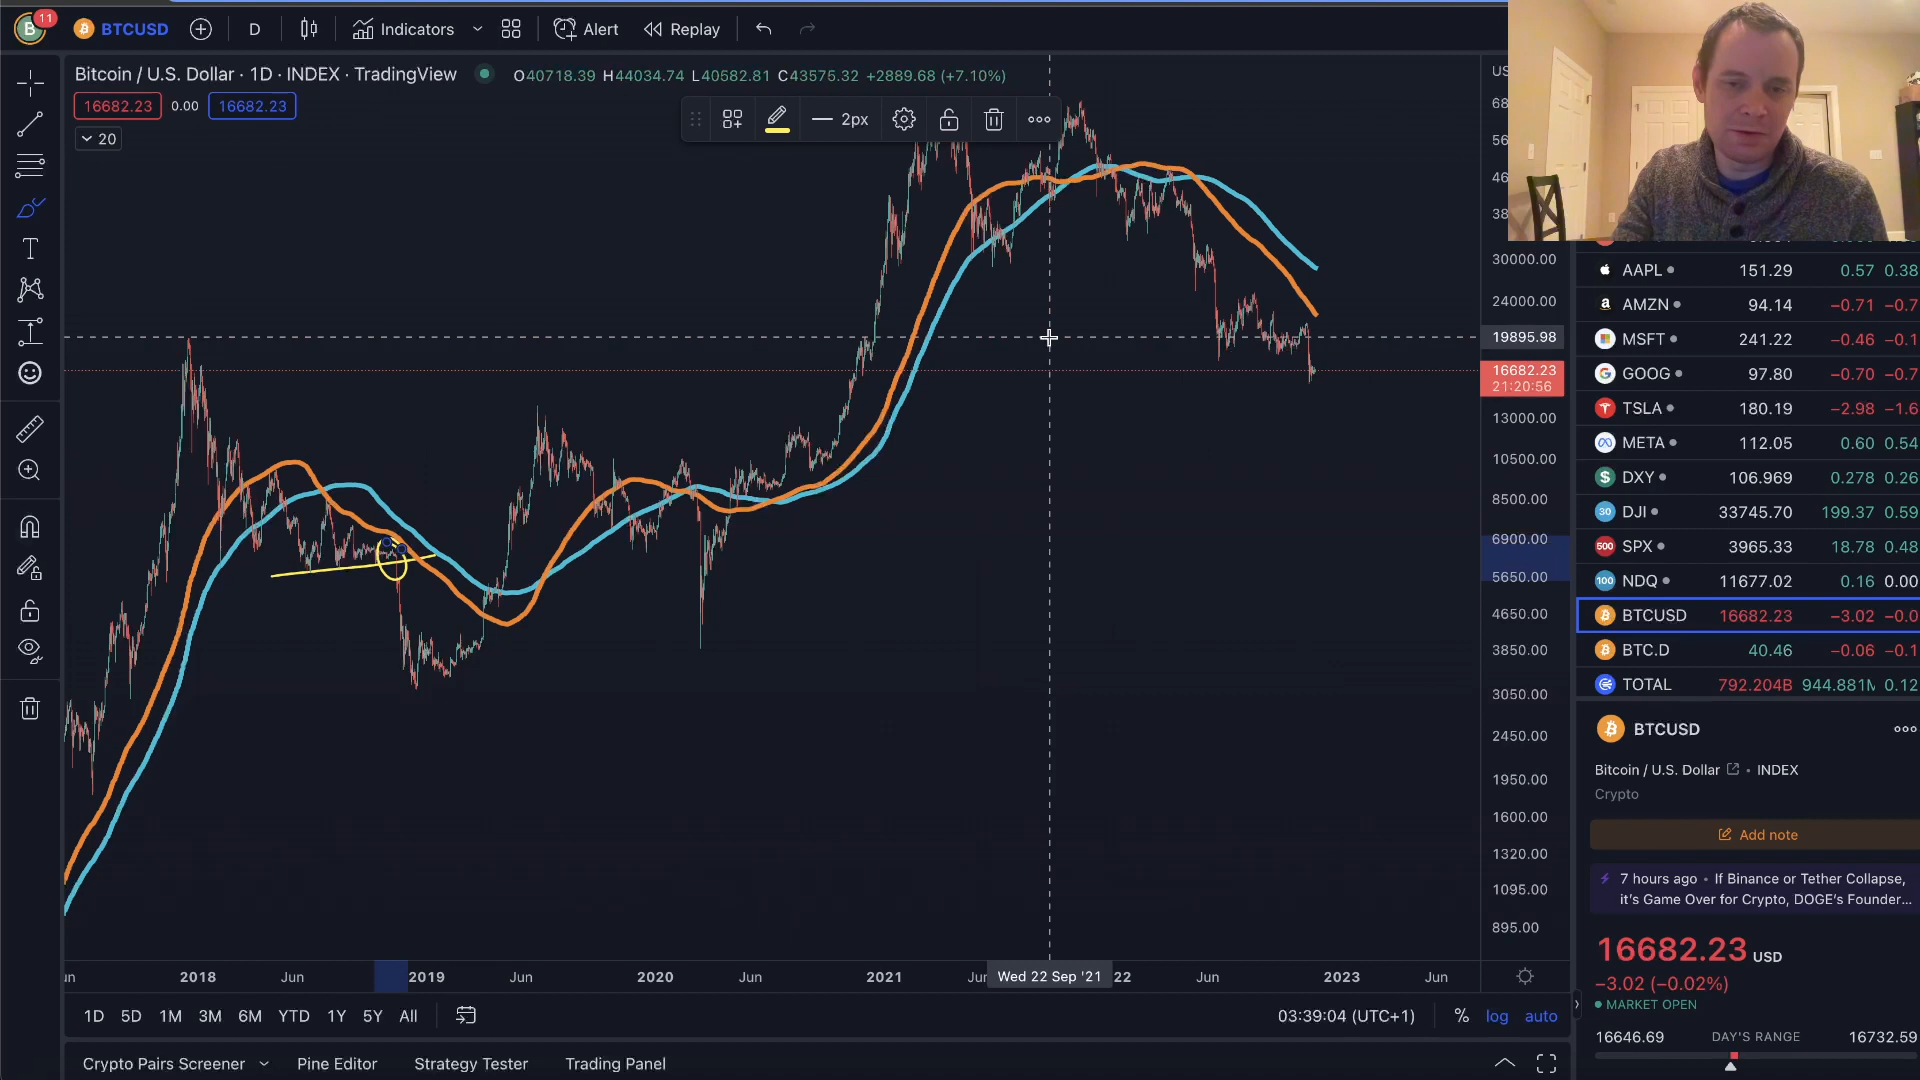 11
B
BTCUSD
D
Indicators
Alert
Replay
Bitcoin / U.S. Dollar · 1D · INDEX · TradingView
O40718.39 H44034.74 L40582.81 C43575.32 +2889.68 (+7.10%)
16682.23 0.00 16682.23
20
2px
US
68
56
46
38
30000.00
24000.00
19895.98
16682.23
21:20:56
13000.00
10500.00
8500.00
6900.00
5650.00
4650.00
3850.00
3050.00
2450.00
1950.00
1600.00
1320.00
1095.00
895.00
AAPL 151.29 0.57 0.38
AMZN 94.14 −0.71 −0.7
MSFT 241.22 −0.46 −0.1
GOOG 97.80 −0.70 −0.7
TSLA 180.19 −2.98 −1.6
META 112.05 0.60 0.54
DXY 106.969 0.278 0.26
30 DJI 33745.70 199.37 0.59
500 SPX 3965.33 18.78 0.48
100 NDQ 11677.02 0.16 0.00
BTCUSD 16682.23 −3.02 −0.0
BTC.D 40.46 −0.06 −0.1
TOTAL 792.204B 944.881M 0.12
BTCUSD
Bitcoin / U.S. Dollar • INDEX
Crypto
Add note
7 hours ago • If Binance or Tether Collapse,
it's Game Over for Crypto, DOGE's Founder...
16682.23 USD
−3.02 (−0.02%)
MARKET OPEN
16646.69 DAY'S RANGE 16732.59
un 2018 Jun 2019 Jun 2020 Jun 2021 Jun Wed 22 Sep '21 22 Jun 2023 Jun
1D 5D 1M 3M 6M YTD 1Y 5Y All
03:39:04 (UTC+1) % log auto
Crypto Pairs Screener Pine Editor Strategy Tester Trading Panel